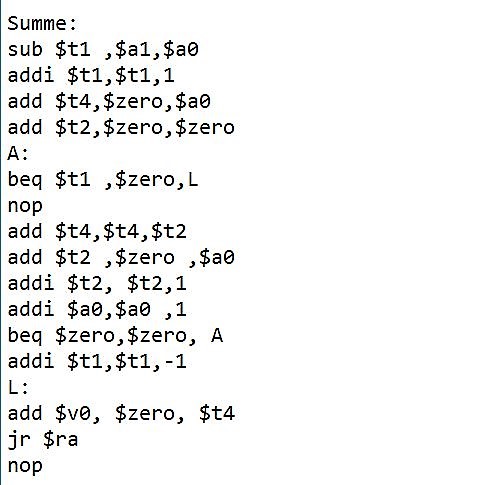 Summe:
sub $t1 ,$a1,$a0
addi $t1,$t1,1
add $t4,$zero,$a0
add $t2,$zero,$zero
A:
beq $t1 ,$zero,L
nop
add $t4,$t4,$t2
add $t2 ,$zero ,$a0
addi $t2, $t2,1
addi $a0,$a0 ,1
beq $zero,$zero, A
addi $t1,$t1,-1
L:
add $v0, $zero, $t4
jr $ra
nop